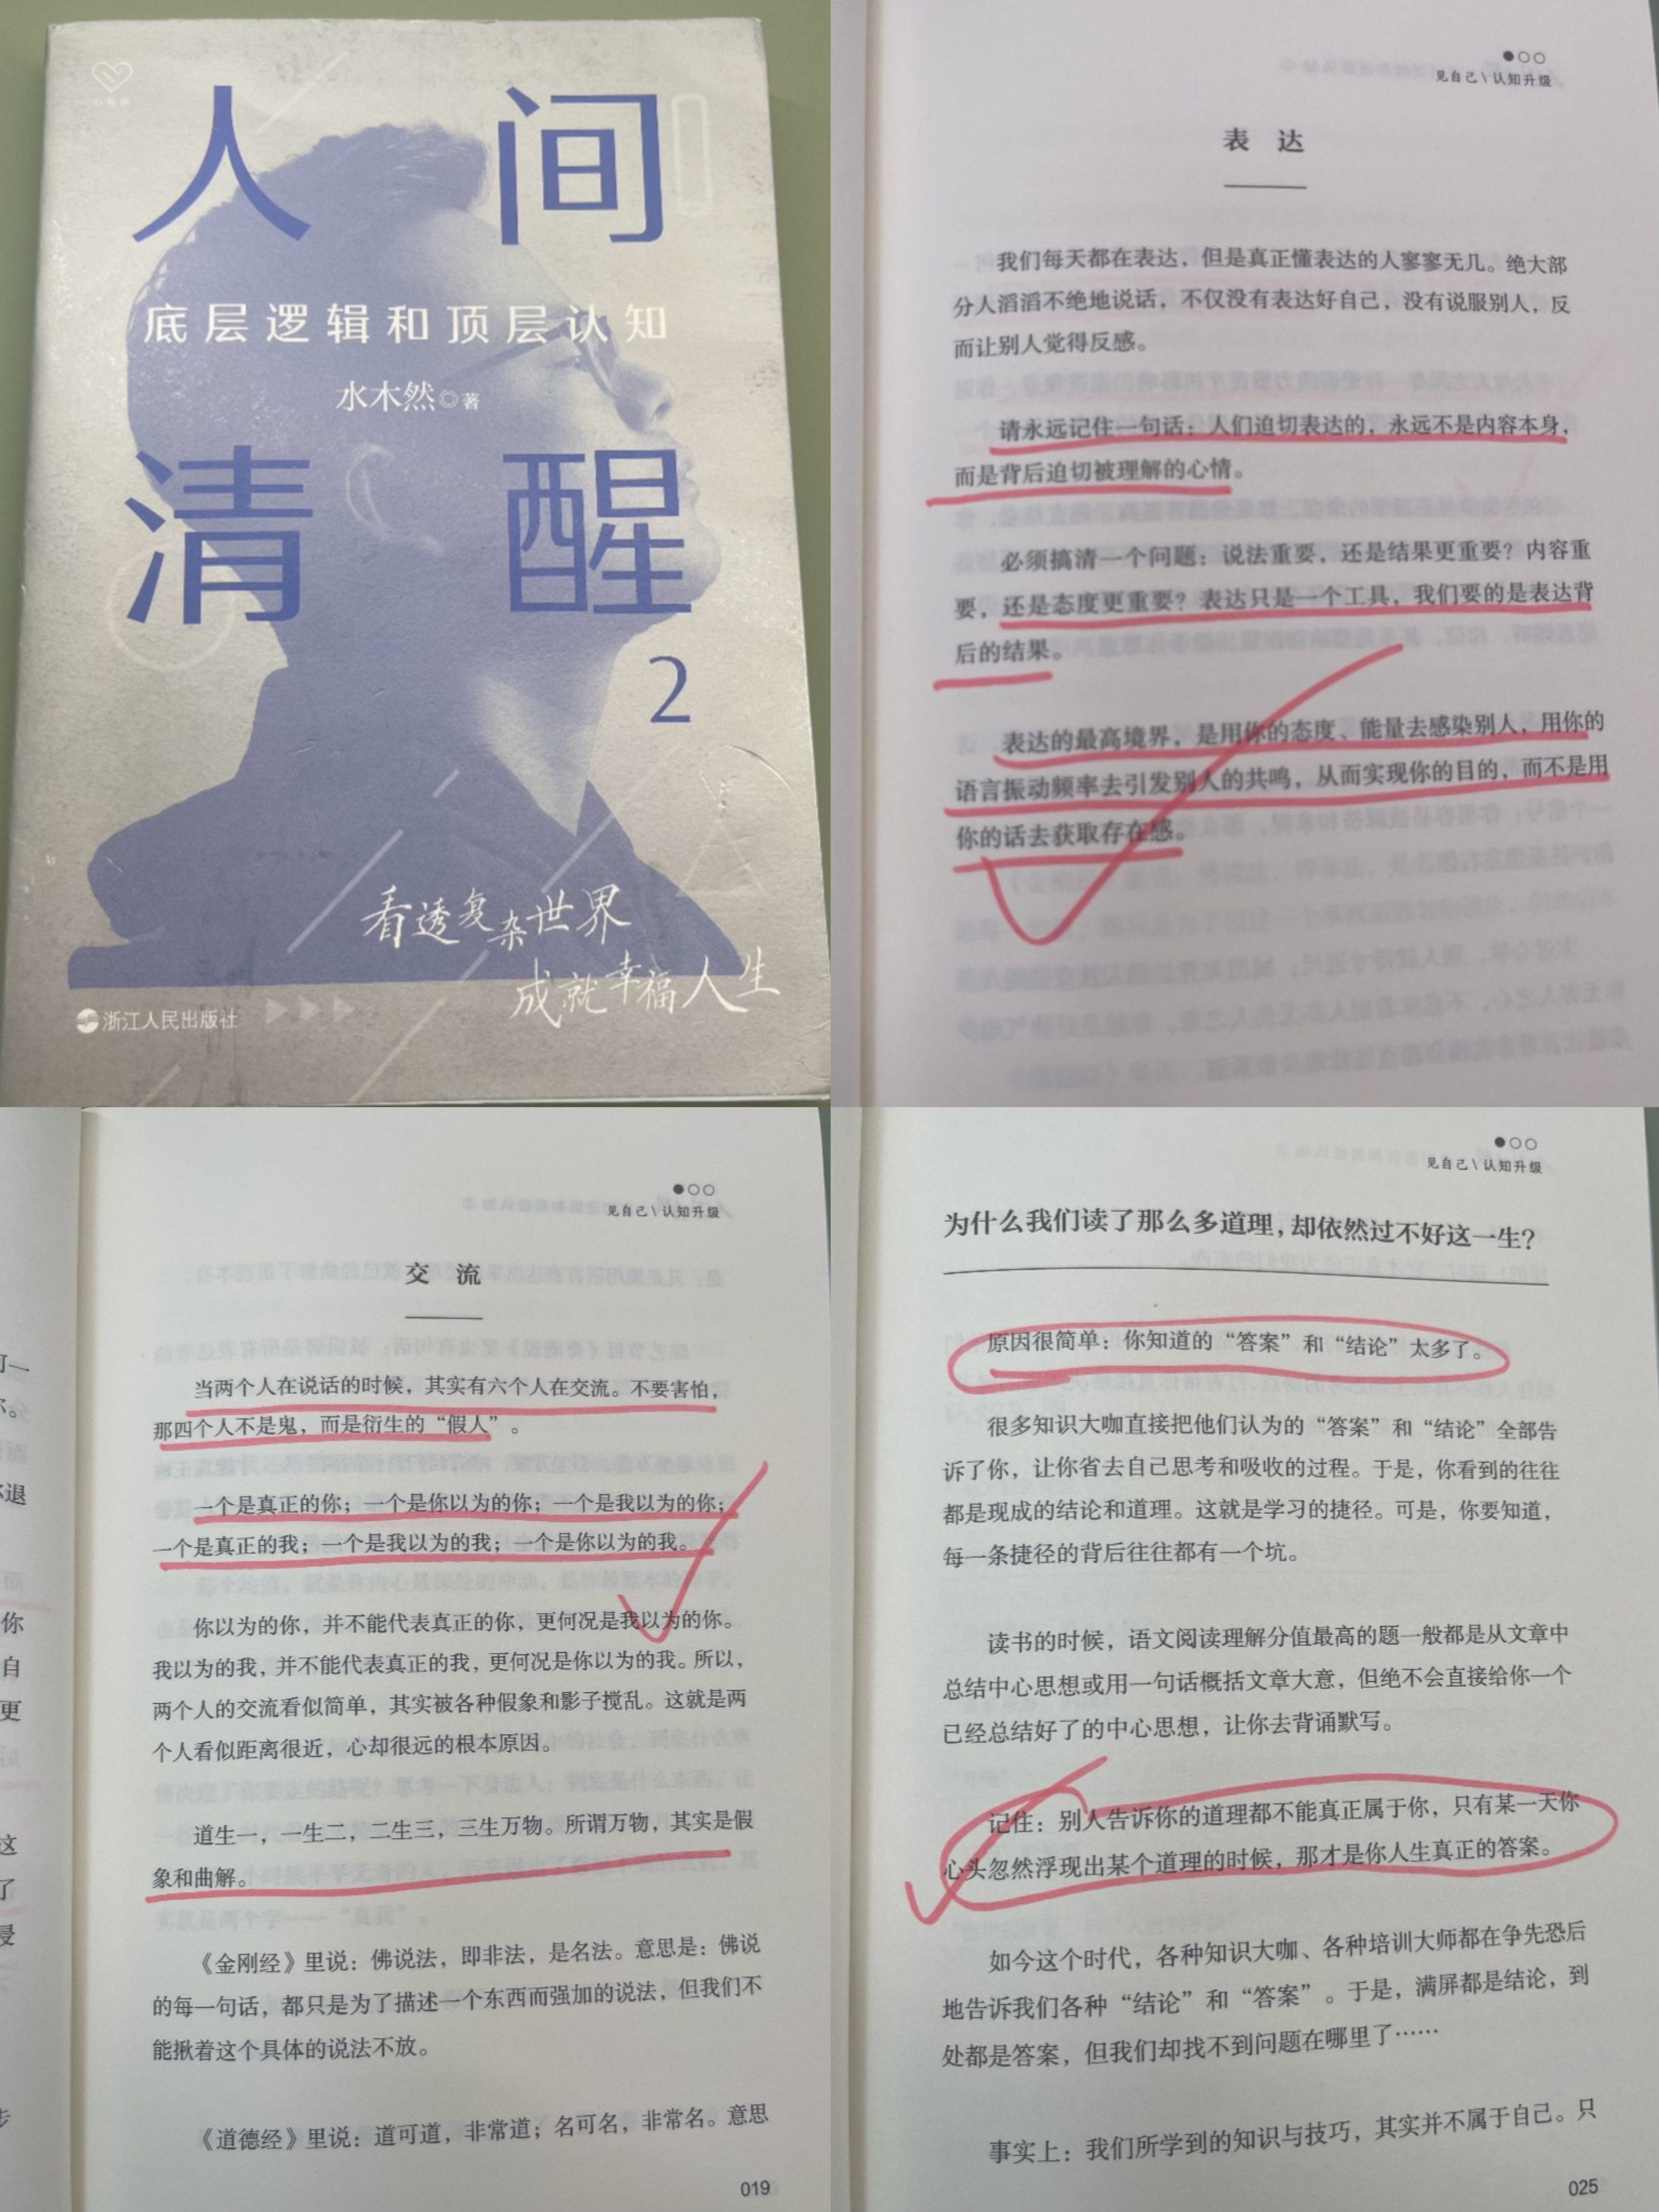 人间
底层逻辑和顶层认知
水木然◎著
清醒
2
看透复杂世界
成就幸福人生
浙江人民出版社
见自己\认知升级
表 达
我们每天都在表达，但是真正懂表达的人寥寥无几。绝大部
分人滔滔不绝地说话，不仅没有表达好自己，没有说服别人，反
而让别人觉得反感。
请永远记住一句话：人们迫切表达的，永远不是内容本身，
而是背后迫切被理解的心情。
必须搞清一个问题：说法重要，还是结果更重要？内容重
要，还是态度更重要？表达只是一个工具，我们要的是表达背
后的结果。
表达的最高境界，是用你的态度、能量去感染别人，用你的
语言振动频率去引发别人的共鸣，从而实现你的目的，而不是用
你的话去获取存在感。
见自己\认知升级
交 流
当两个人在说话的时候，其实有六个人在交流。不要害怕，
那四个人不是鬼，而是衍生的“假人”。
一个是真正的你；一个是你以为的你；一个是我以为的你；
一个是真正的我；一个是我以为的我；一个是你以为的我。
你以为的你，并不能代表真正的你，更何况是我以为的你。
我以为的我，并不能代表真正的我，更何况是你以为的我。所以，
两个人的交流看似简单，其实被各种假象和影子搅乱。这就是两
个人看似距离很近，心却很远的根本原因。
道生一，一生二，二生三，三生万物。所谓万物，其实是假
象和曲解。
《金刚经》里说：佛说法，即非法，是名法。意思是：佛说
的每一句话，都只是为了描述一个东西而强加的说法，但我们不
能揪着这个具体的说法不放。
《道德经》里说：道可道，非常道；名可名，非常名。意思
019
见自己\认知升级
为什么我们读了那么多道理，却依然过不好这一生？
原因很简单：你知道的“答案”和“结论”太多了。
很多知识大咖直接把他们认为的“答案”和“结论”全部告
诉了你，让你省去自己思考和吸收的过程。于是，你看到的往往
都是现成的结论和道理。这就是学习的捷径。可是，你要知道，
每一条捷径的背后往往都有一个坑。
读书的时候，语文阅读理解分值最高的题一般都是从文章中
总结中心思想或用一句话概括文章大意，但绝不会直接给你一个
已经总结好了的中心思想，让你去背诵默写。
记住：别人告诉你的道理都不能真正属于你，只有某一天你
心头忽然浮现出某个道理的时候，那才是你人生真正的答案。
如今这个时代，各种知识大咖、各种培训大师都在争先恐后
地告诉我们各种“结论”和“答案”。于是，满屏都是结论，到
处都是答案，但我们却找不到问题在哪里了……
事实上：我们所学到的知识与技巧，其实并不属于自己。只
025